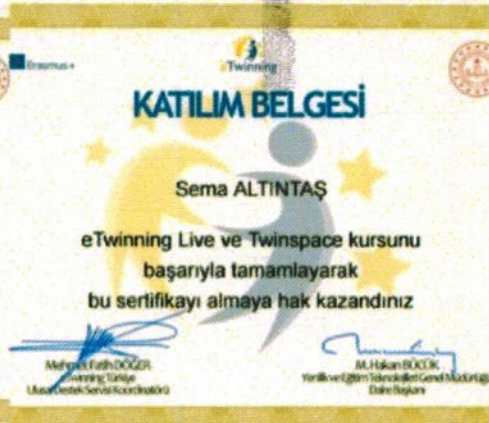 Erasmus+
eTwinning
KATILIM BELGESİ
Sema ALTINTAŞ
eTwinning Live ve Twinspace kursunu
başarıyla tamamlayarak
bu sertifikayı almaya hak kazandınız
Mehmet Fatih DÖĞER
eTwinning Türkiye
Ulusal Destek Servisi Koordinatörü
M. Hakan BÜCÜK
Yenilik ve Eğitim Teknolojileri Genel Müdürlüğü
Daire Başkanı